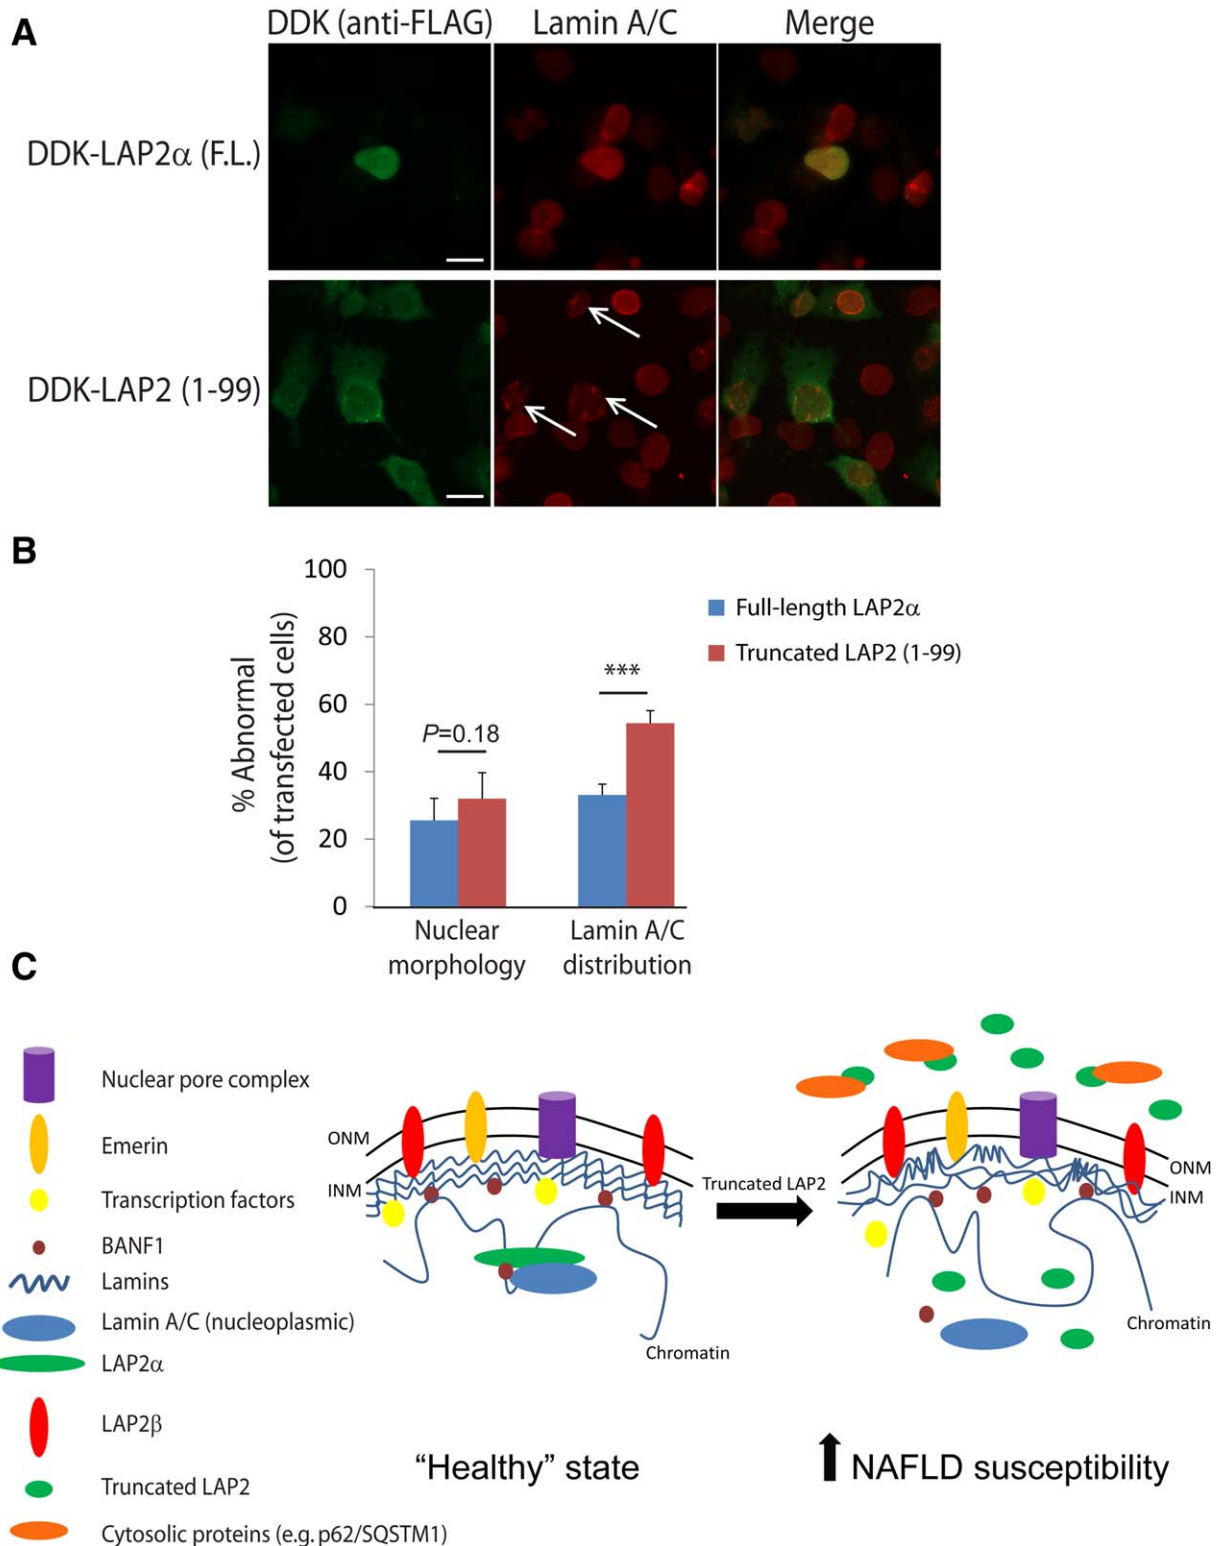 A
DDK (anti-FLAG) Lamin A/C Merge
DDK-LAP2α (F.L.)
DDK-LAP2 (1-99)
B
% Abnormal
(of transfected cells)
100
80
60
40
20
0
P=0.18
***
Full-length LAP2α
Truncated LAP2 (1-99)
Nuclear
morphology
Lamin A/C
distribution
C
Nuclear pore complex
Emerin
Transcription factors
BANF1
Lamins
Lamin A/C (nucleoplasmic)
LAP2α
LAP2β
Truncated LAP2
Cytosolic proteins (e.g. p62/SQSTM1)
ONM
INM
Chromatin
Truncated LAP2
ONM
INM
Chromatin
“Healthy” state
NAFLD susceptibility